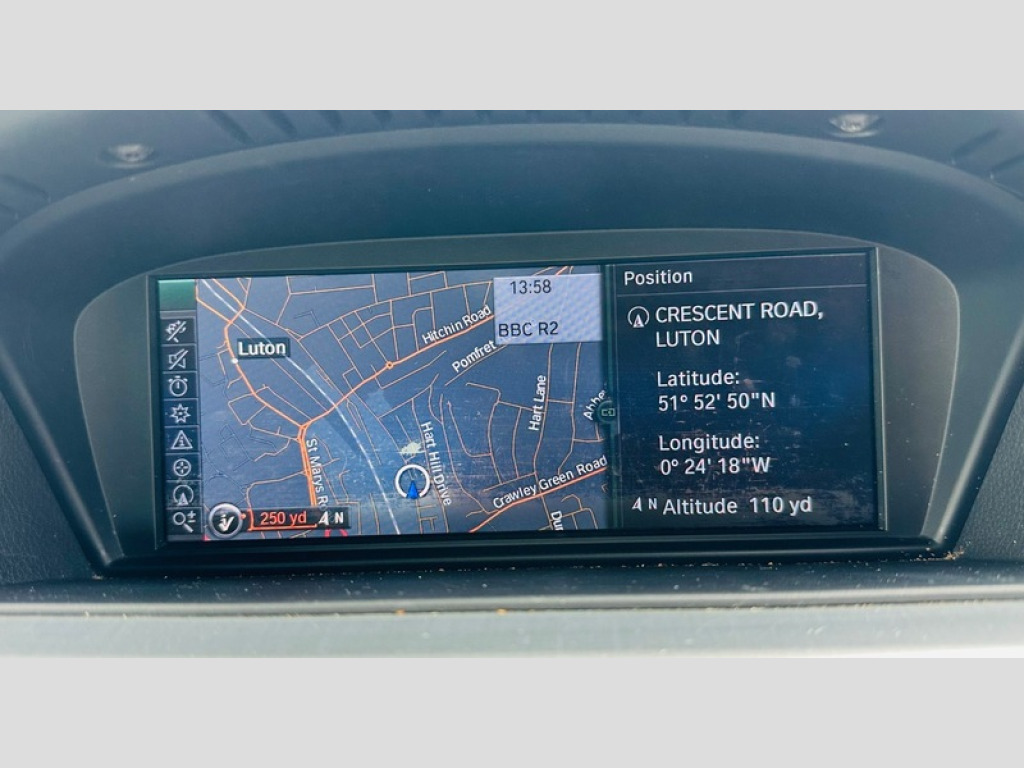 13:58
BBC R2
Hitchin Road
Pomfret
Luton
Hart Lane
Hart Hill Drive
St Marys R
Crawley Green Road
250 yd
N
Position
CRESCENT ROAD,
LUTON
Latitude:
51° 52' 50"N
Longitude:
0° 24' 18"W
N Altitude 110 yd